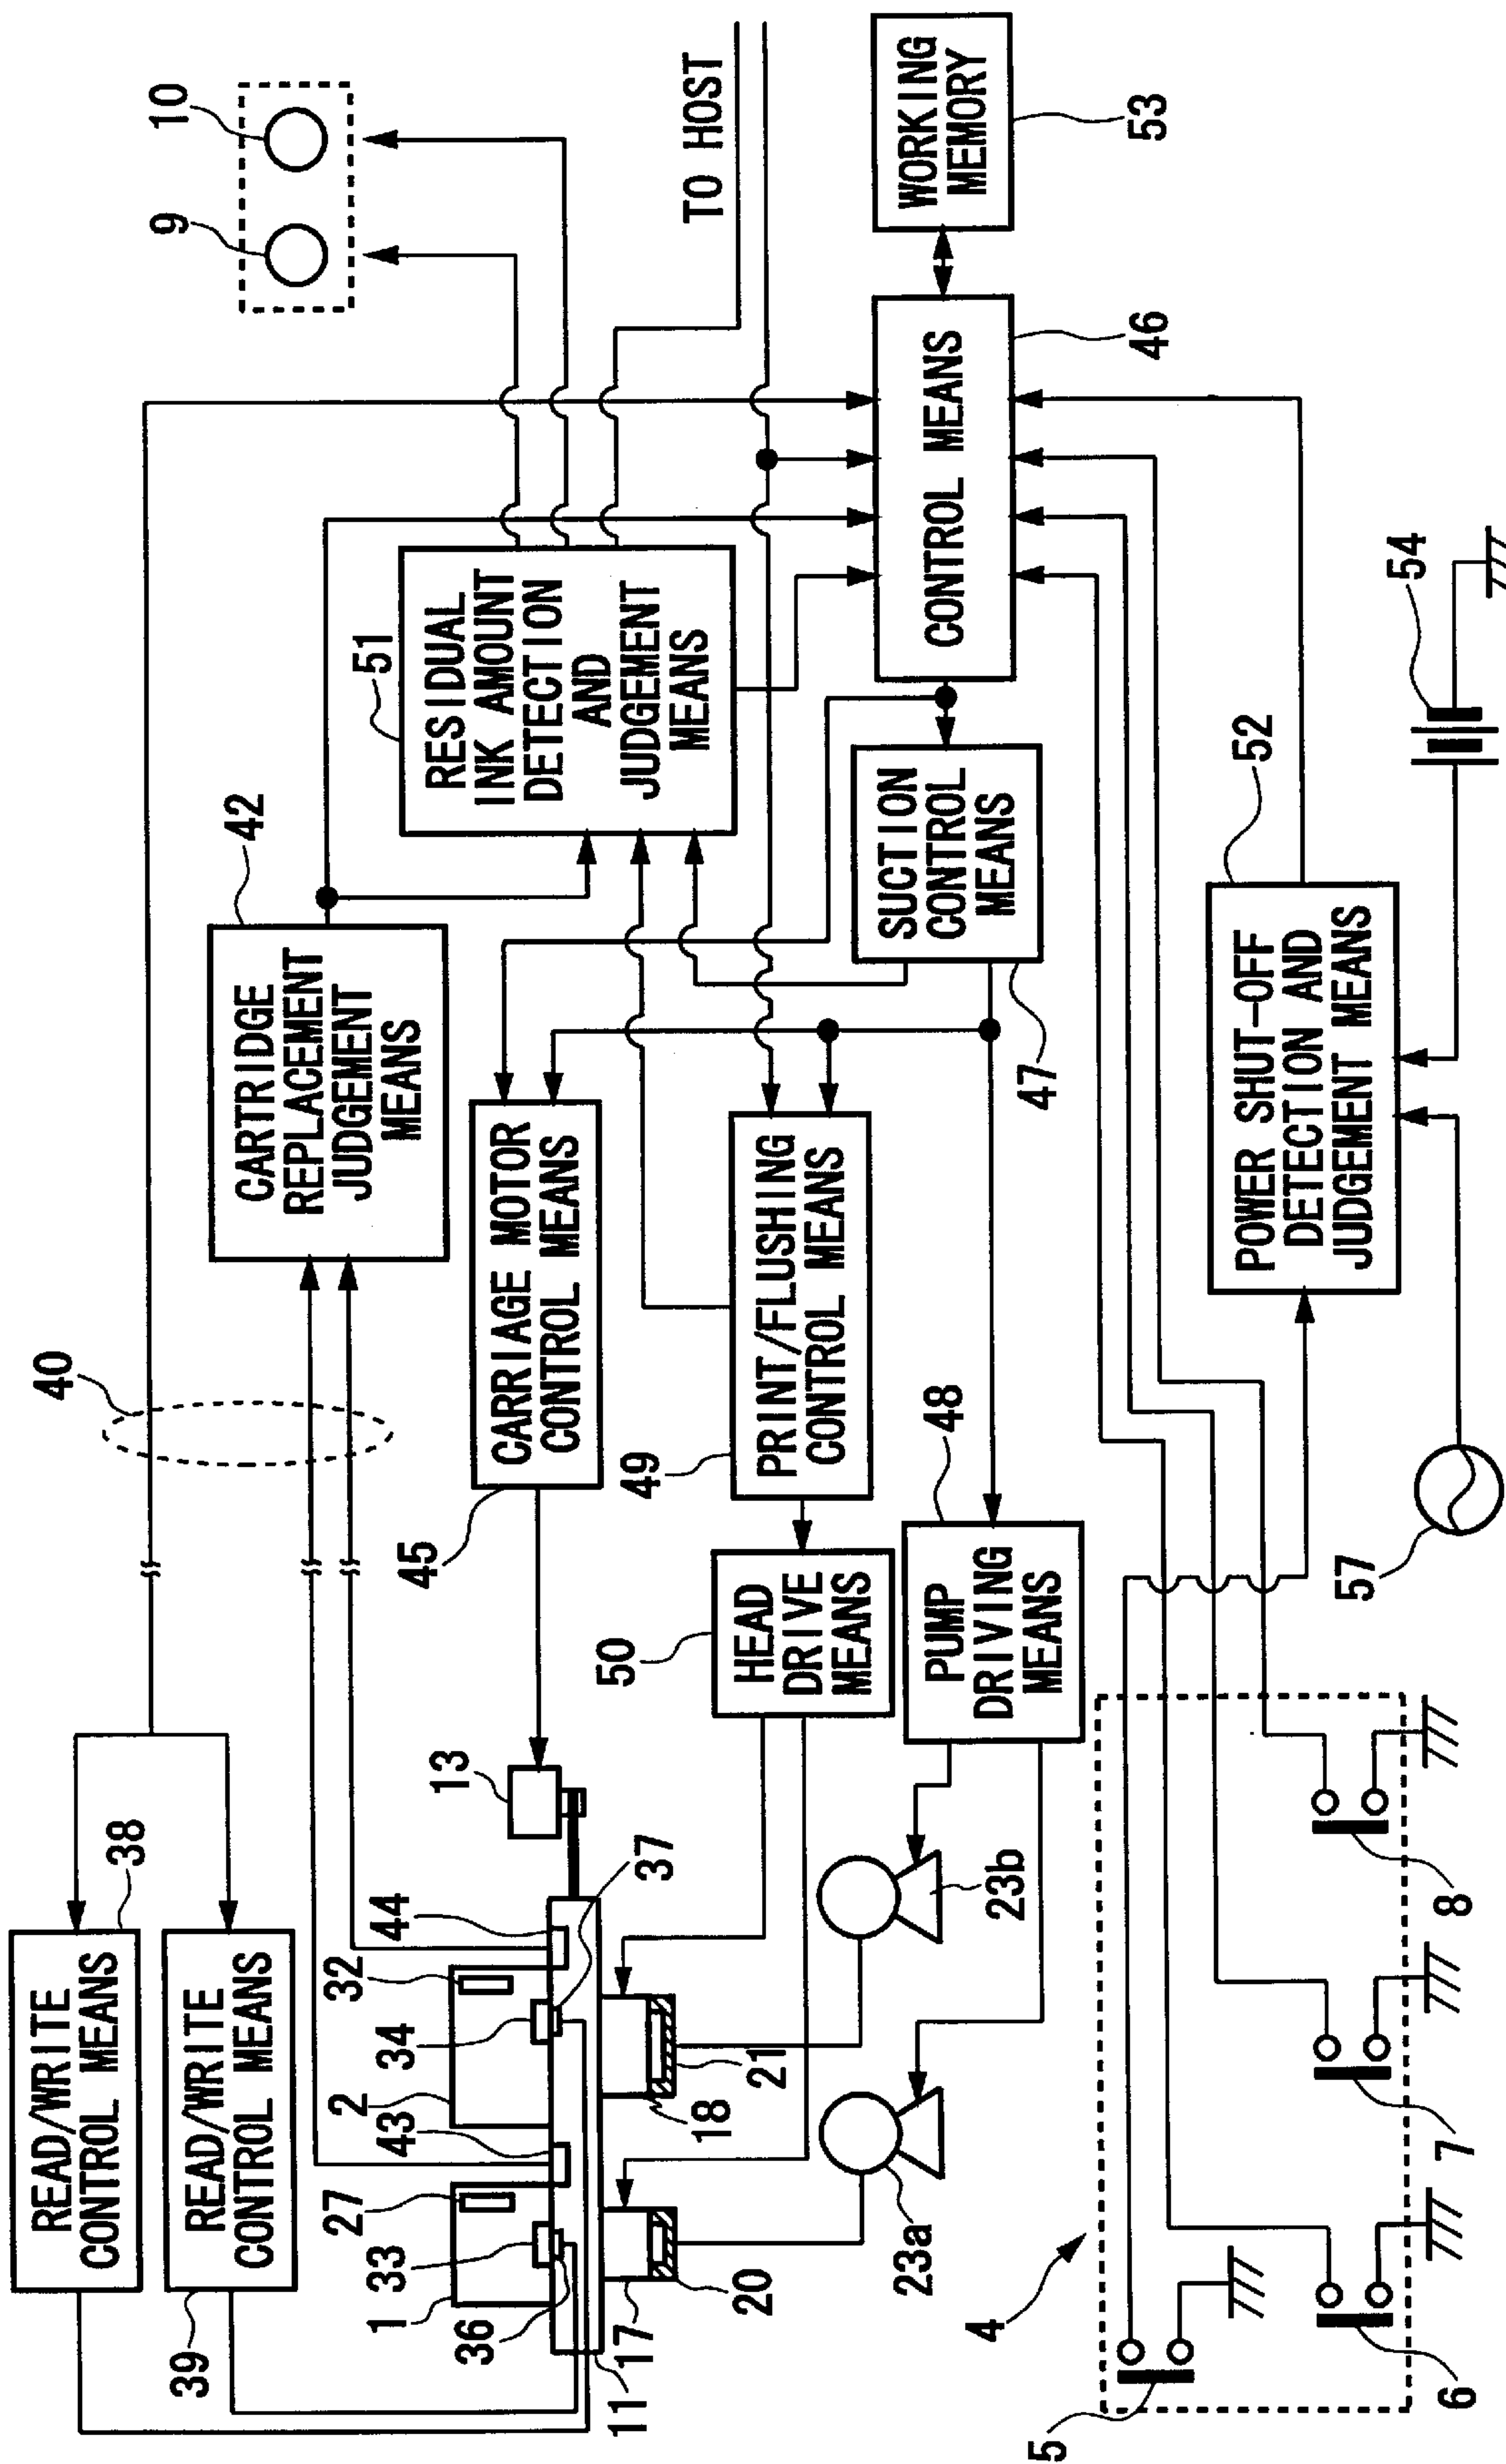 READ/WRITE
CONTROL MEANS
38
READ/WRITE
CONTROL MEANS
39
40
CARTRIDGE
REPLACEMENT
JUDGEMENT
MEANS
42
RESIDUAL
INK AMOUNT
DETECTION
AND
JUDGEMENT
MEANS
51
9
10
TO HOST
CARRIAGE MOTOR
CONTROL MEANS
45
13
PRINT/FLUSHING
CONTROL MEANS
49
HEAD
DRIVE
MEANS
50
PUMP
DRIVING
MEANS
48
SUCTION
CONTROL
MEANS
47
CONTROL MEANS
46
WORKING
MEMORY
53
1
27
33
36
43
2
32
34
44
37
11
17
20
18
21
23a
23b
4
5
6
7
8
POWER SHUT-OFF
DETECTION AND
JUDGEMENT MEANS
52
54
57